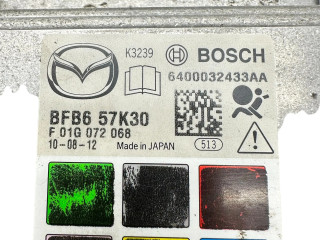 K3239
BOSCH
6400032433AA
BFB6 57K30
F 01G 072 068
10-08-12
Made in JAPAN
513